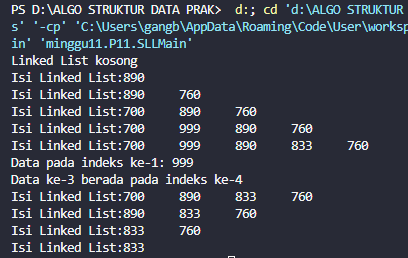 PS D:\ALGO STRUKTUR DATA PRAK>  d:; cd 'd:\ALGO STRUKTUR
s' '-cp' 'C:\Users\gangb\AppData\Roaming\Code\User\worksp
in' 'minggu11.P11.SLLMain'
Linked List kosong
Isi Linked List:890
Isi Linked List:890     760
Isi Linked List:700     890     760
Isi Linked List:700     999     890     760
Isi Linked List:700     999     890     833     760
Data pada indeks ke-1: 999
Data ke-3 berada pada indeks ke-4
Isi Linked List:700     890     833     760
Isi Linked List:890     833     760
Isi Linked List:833     760
Isi Linked List:833